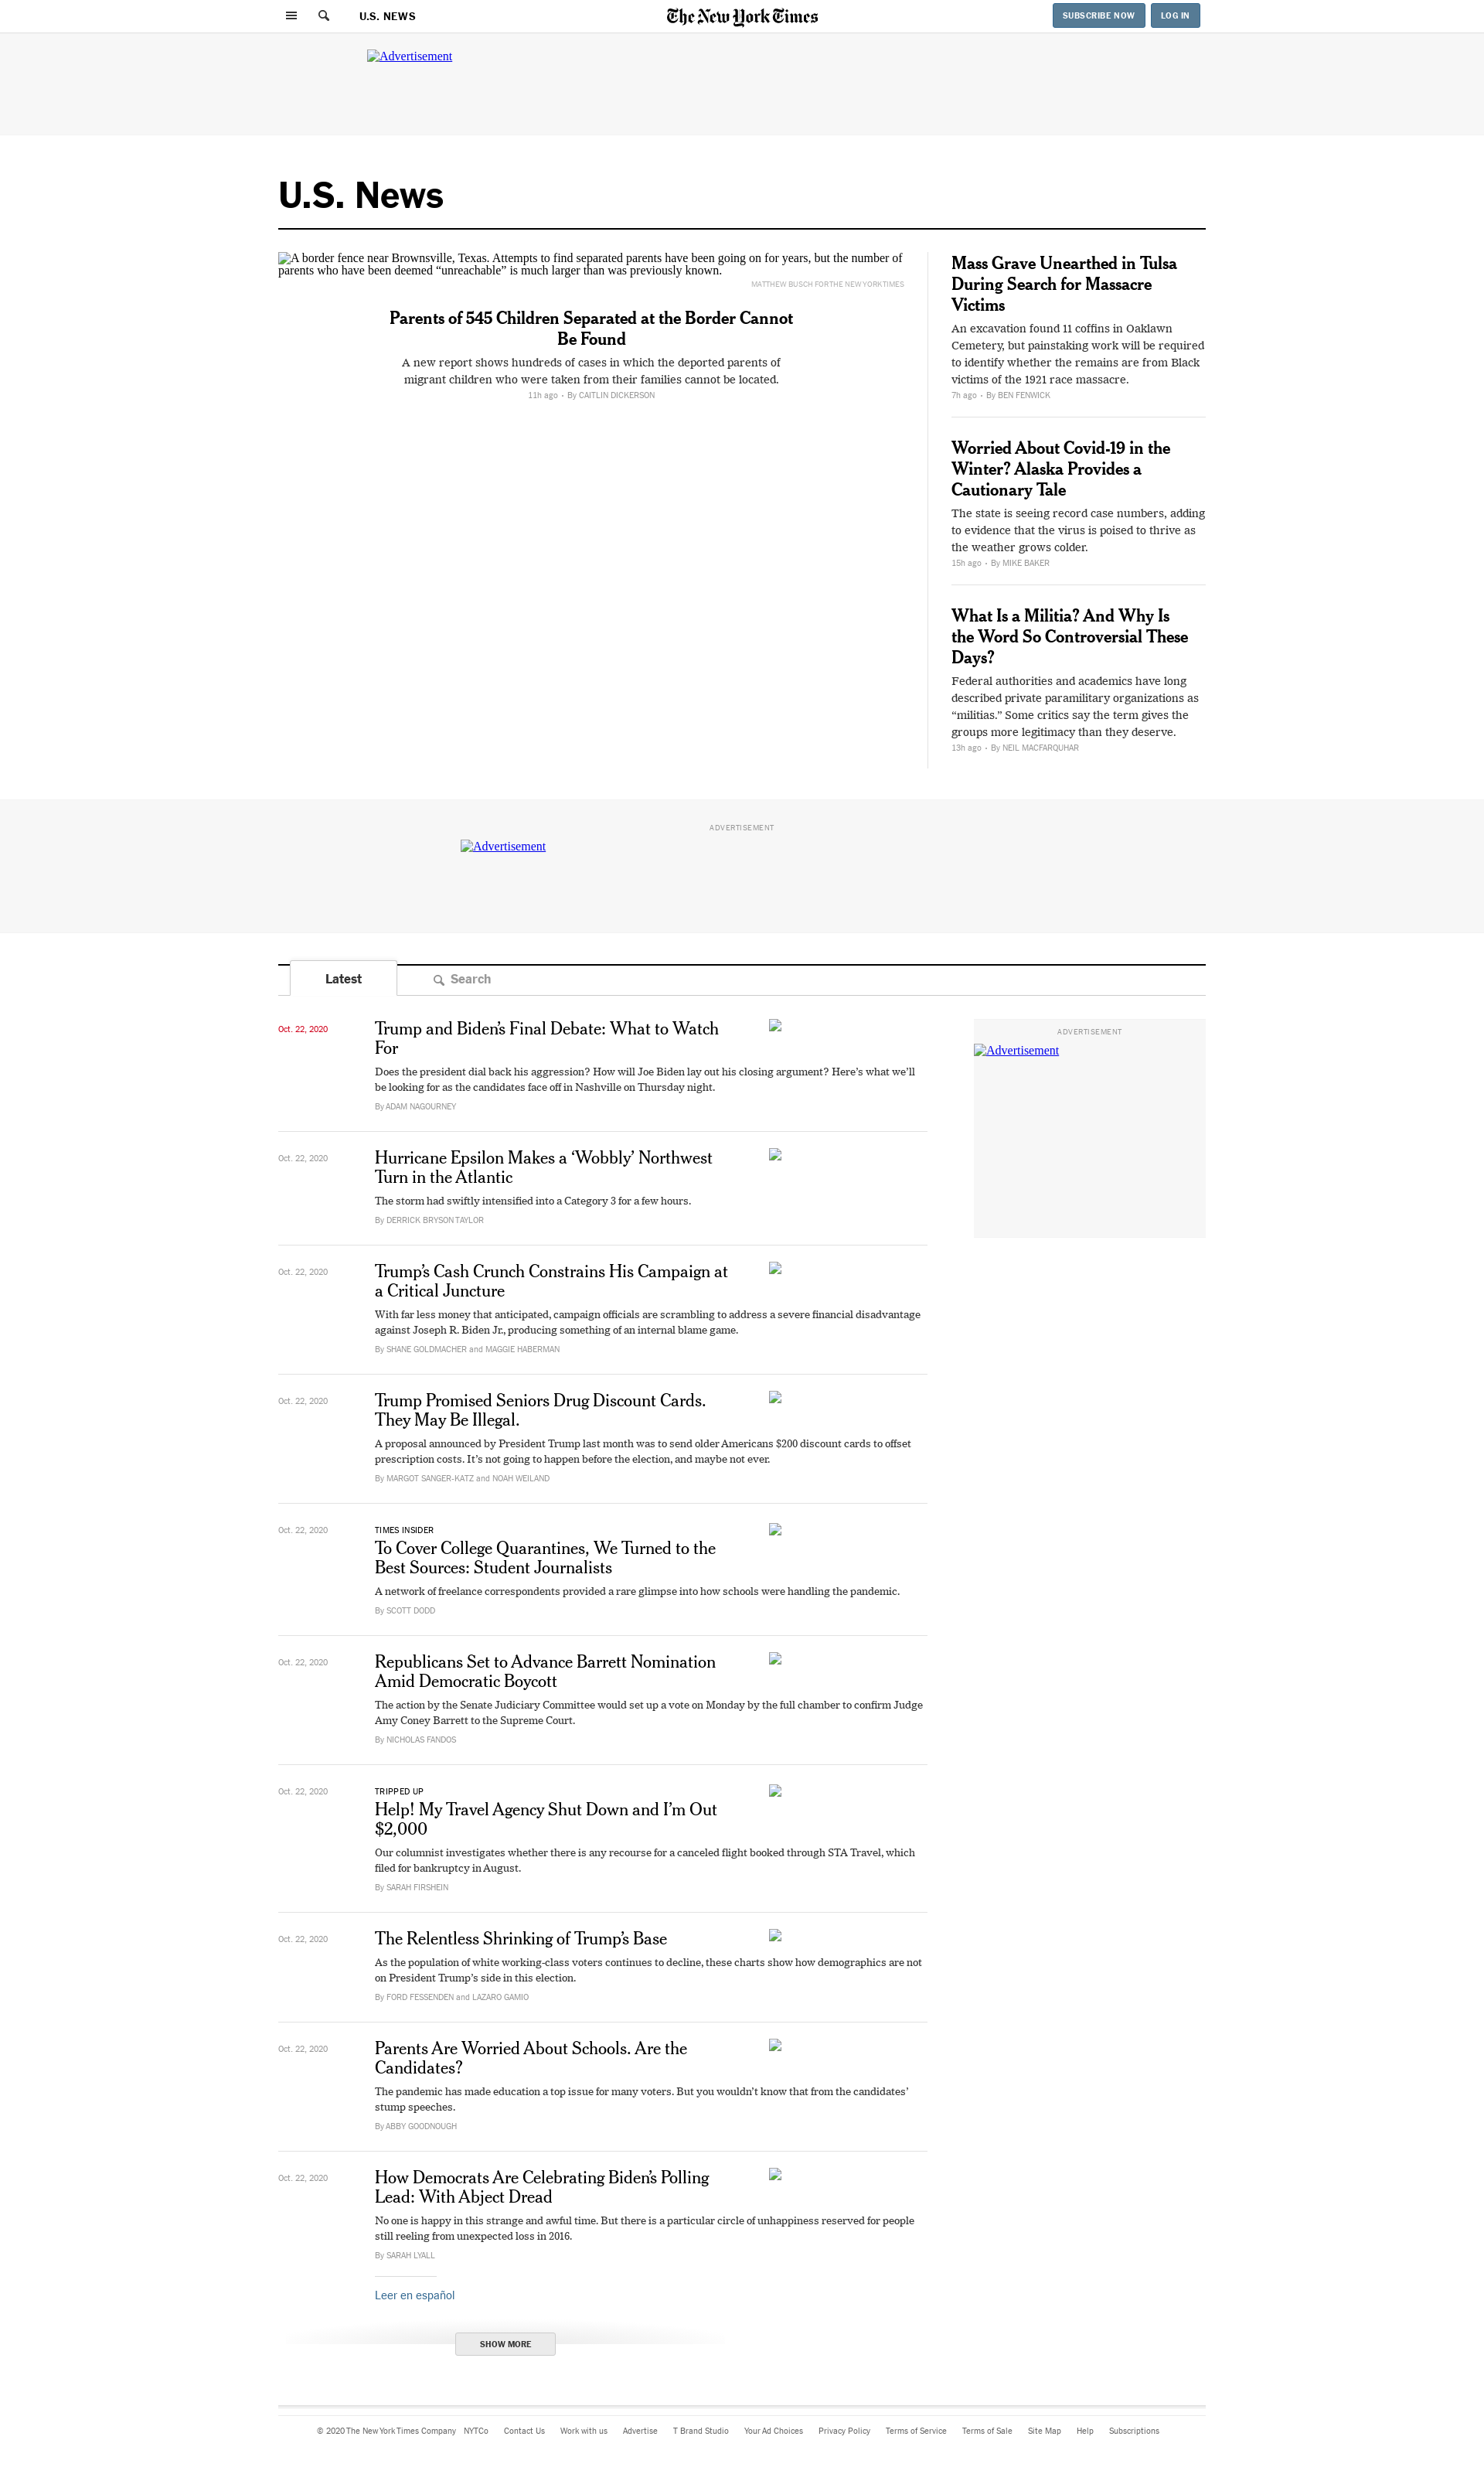 U.S. NEWS
The New York Times
SUBSCRIBE NOW
LOG IN
Advertisement
U.S. News
A border fence near Brownsville, Texas. Attempts to find separated parents have been going on for years, but the number of
parents who have been deemed “unreachable” is much larger than was previously known.
MATTHEW BUSCH FOR THE NEW YORK TIMES
Parents of 545 Children Separated at the Border Cannot
Be Found
A new report shows hundreds of cases in which the deported parents of
migrant children who were taken from their families cannot be located.
11h ago • By CAITLIN DICKERSON
Mass Grave Unearthed in Tulsa
During Search for Massacre
Victims
An excavation found 11 coffins in Oaklawn
Cemetery, but painstaking work will be required
to identify whether the remains are from Black
victims of the 1921 race massacre.
7h ago • By BEN FENWICK
Worried About Covid-19 in the
Winter? Alaska Provides a
Cautionary Tale
The state is seeing record case numbers, adding
to evidence that the virus is poised to thrive as
the weather grows colder.
15h ago • By MIKE BAKER
What Is a Militia? And Why Is
the Word So Controversial These
Days?
Federal authorities and academics have long
described private paramilitary organizations as
“militias.” Some critics say the term gives the
groups more legitimacy than they deserve.
13h ago • By NEIL MACFARQUHAR
ADVERTISEMENT
Advertisement
Latest
Search
Oct. 22, 2020
Trump and Biden’s Final Debate: What to Watch
For
Does the president dial back his aggression? How will Joe Biden lay out his closing argument? Here’s what we’ll
be looking for as the candidates face off in Nashville on Thursday night.
By ADAM NAGOURNEY
ADVERTISEMENT
Advertisement
Oct. 22, 2020
Hurricane Epsilon Makes a ‘Wobbly’ Northwest
Turn in the Atlantic
The storm had swiftly intensified into a Category 3 for a few hours.
By DERRICK BRYSON TAYLOR
Oct. 22, 2020
Trump’s Cash Crunch Constrains His Campaign at
a Critical Juncture
With far less money that anticipated, campaign officials are scrambling to address a severe financial disadvantage
against Joseph R. Biden Jr., producing something of an internal blame game.
By SHANE GOLDMACHER and MAGGIE HABERMAN
Oct. 22, 2020
Trump Promised Seniors Drug Discount Cards.
They May Be Illegal.
A proposal announced by President Trump last month was to send older Americans $200 discount cards to offset
prescription costs. It’s not going to happen before the election, and maybe not ever.
By MARGOT SANGER-KATZ and NOAH WEILAND
Oct. 22, 2020
TIMES INSIDER
To Cover College Quarantines, We Turned to the
Best Sources: Student Journalists
A network of freelance correspondents provided a rare glimpse into how schools were handling the pandemic.
By SCOTT DODD
Oct. 22, 2020
Republicans Set to Advance Barrett Nomination
Amid Democratic Boycott
The action by the Senate Judiciary Committee would set up a vote on Monday by the full chamber to confirm Judge
Amy Coney Barrett to the Supreme Court.
By NICHOLAS FANDOS
Oct. 22, 2020
TRIPPED UP
Help! My Travel Agency Shut Down and I’m Out
$2,000
Our columnist investigates whether there is any recourse for a canceled flight booked through STA Travel, which
filed for bankruptcy in August.
By SARAH FIRSHEIN
Oct. 22, 2020
The Relentless Shrinking of Trump’s Base
As the population of white working-class voters continues to decline, these charts show how demographics are not
on President Trump’s side in this election.
By FORD FESSENDEN and LAZARO GAMIO
Oct. 22, 2020
Parents Are Worried About Schools. Are the
Candidates?
The pandemic has made education a top issue for many voters. But you wouldn’t know that from the candidates’
stump speeches.
By ABBY GOODNOUGH
Oct. 22, 2020
How Democrats Are Celebrating Biden’s Polling
Lead: With Abject Dread
No one is happy in this strange and awful time. But there is a particular circle of unhappiness reserved for people
still reeling from unexpected loss in 2016.
By SARAH LYALL
Leer en español
SHOW MORE
© 2020 The New York Times Company NYTCo Contact Us Work with us Advertise T Brand Studio Your Ad Choices Privacy Policy Terms of Service Terms of Sale Site Map Help Subscriptions